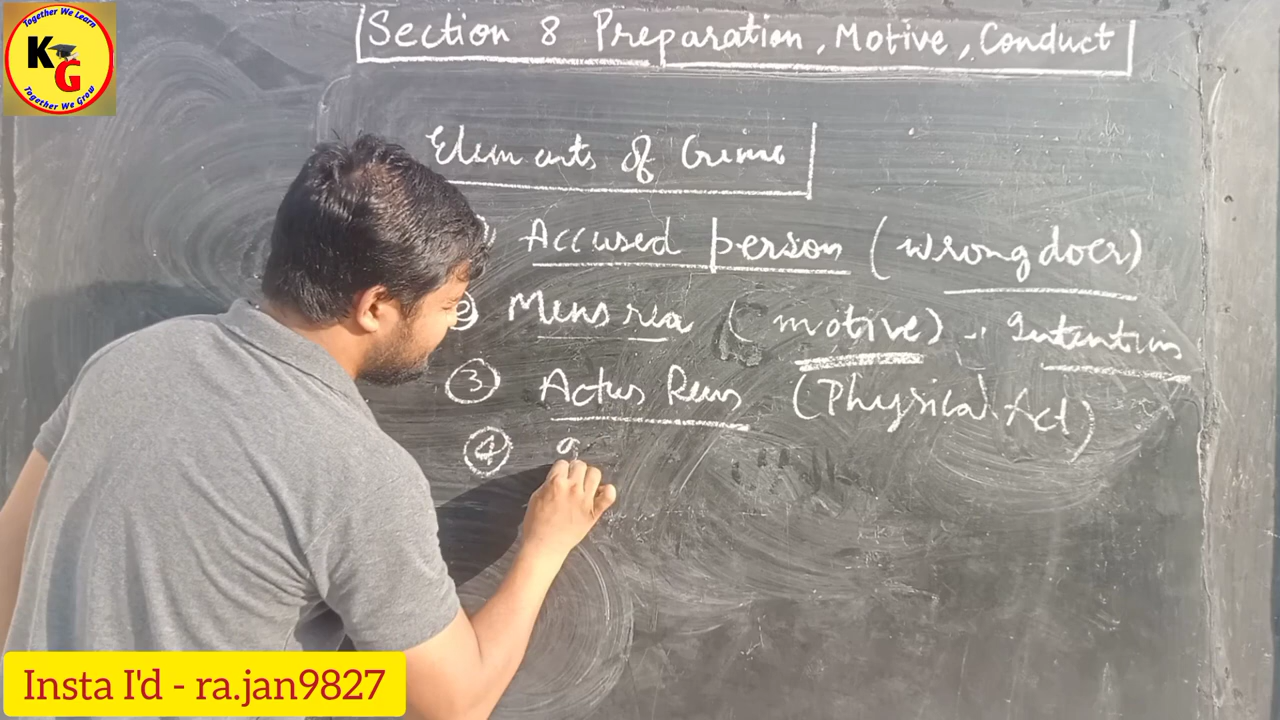 Together We Learn
KG
Together We Grow
Section 8 Preparation, Motive, Conduct
Elements of Crime
Accused person (wrongdoer)
② Mens rea (motive) Intention
③ Actus Reus (Physical Act)
④
Insta I'd - ra.jan9827